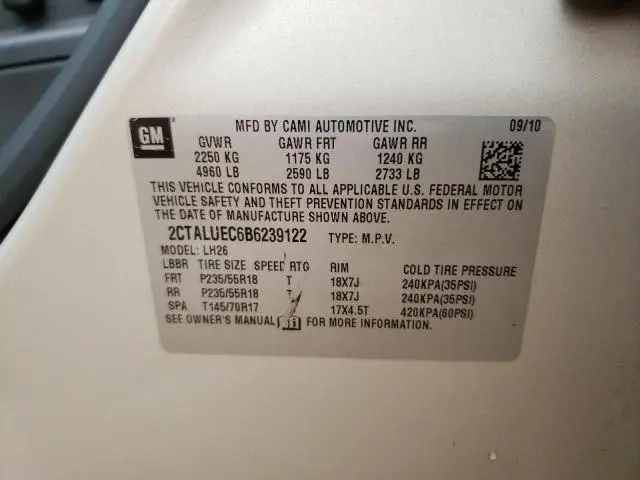 GM
MFD BY CAMI AUTOMOTIVE INC. 09/10
GVWR GAWR FRT GAWR RR
2250 KG 1175 KG 1240 KG
4960 LB 2590 LB 2733 LB
THIS VEHICLE CONFORMS TO ALL APPLICABLE U.S. FEDERAL MOTOR
VEHICLE SAFETY AND THEFT PREVENTION STANDARDS IN EFFECT ON
THE DATE OF MANUFACTURE SHOWN ABOVE.
2CTALUEC6B6239122 TYPE: M.P.V.
MODEL: LH26
LBBR TIRE SIZE SPEED RTG RIM COLD TIRE PRESSURE
FRT P235/55R18 T 18X7J 240KPA(35PSI)
RR P235/55R18 T 18X7J 240KPA(35PSI)
SPA T145/70R17 17X4.5T 420KPA(60PSI)
SEE OWNER'S MANUAL FOR MORE INFORMATION.